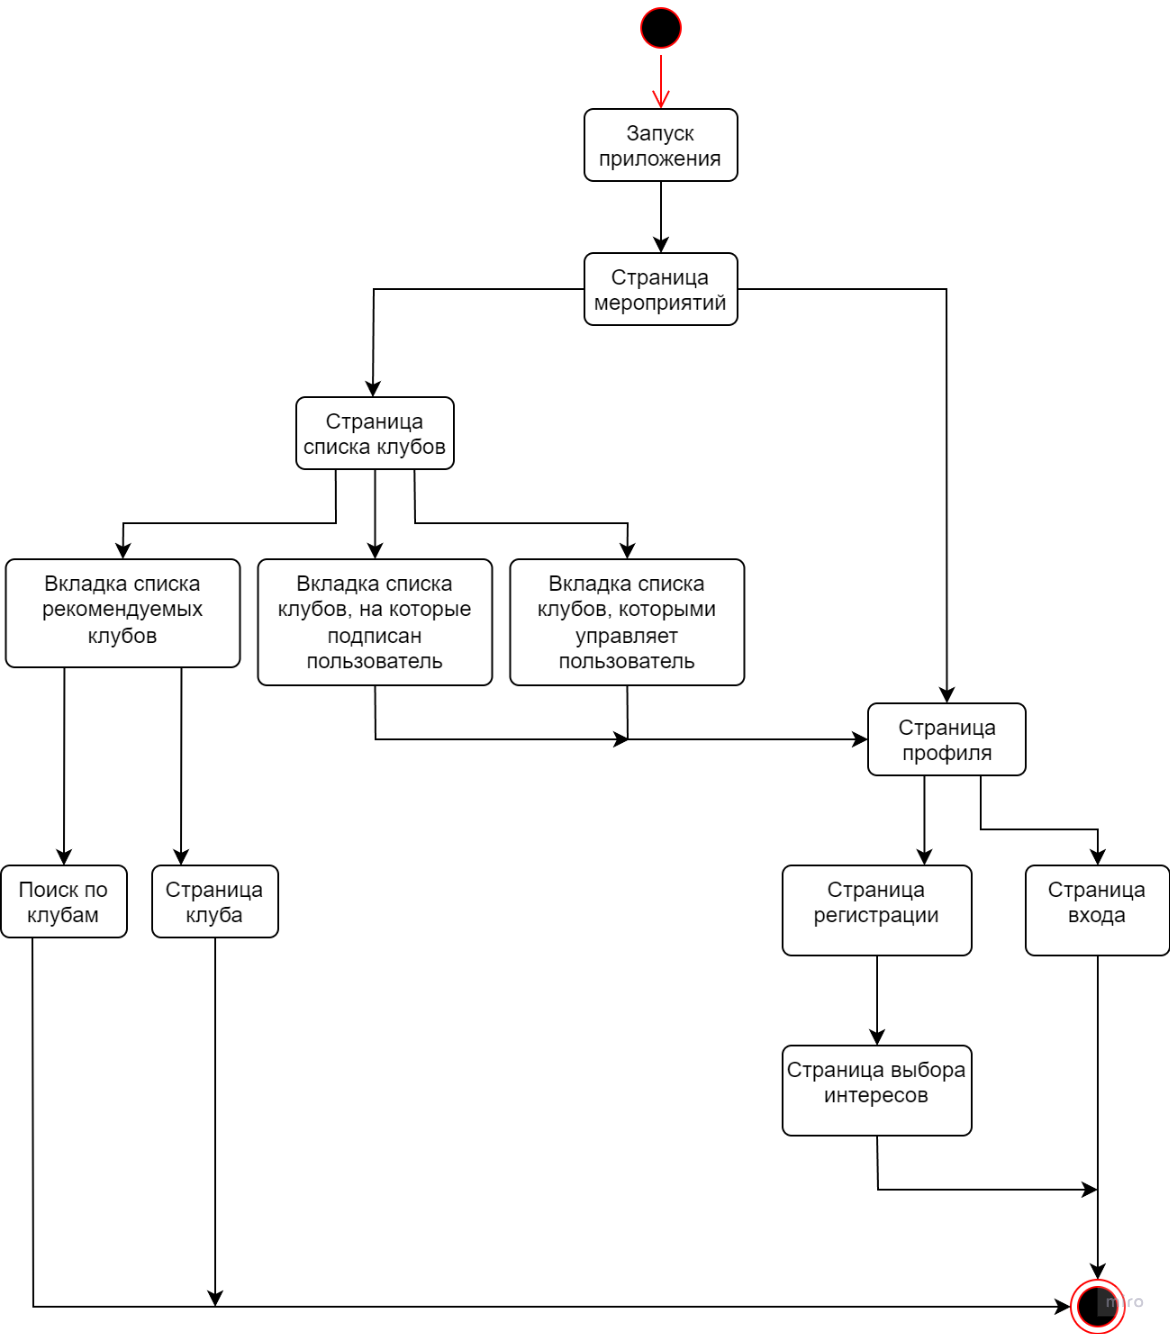 Запуск
приложения
Страница
мероприятий
Страница
списка клубов
Вкладка списка
рекомендуемых
клубов
Вкладка списка
клубов, на которые
подписан
пользователь
Вкладка списка
клубов, которыми
управляет
пользователь
Страница
профиля
Поиск по
клубам
Страница
клуба
Страница
регистрации
Страница
входа
Страница выбора
интересов
miro